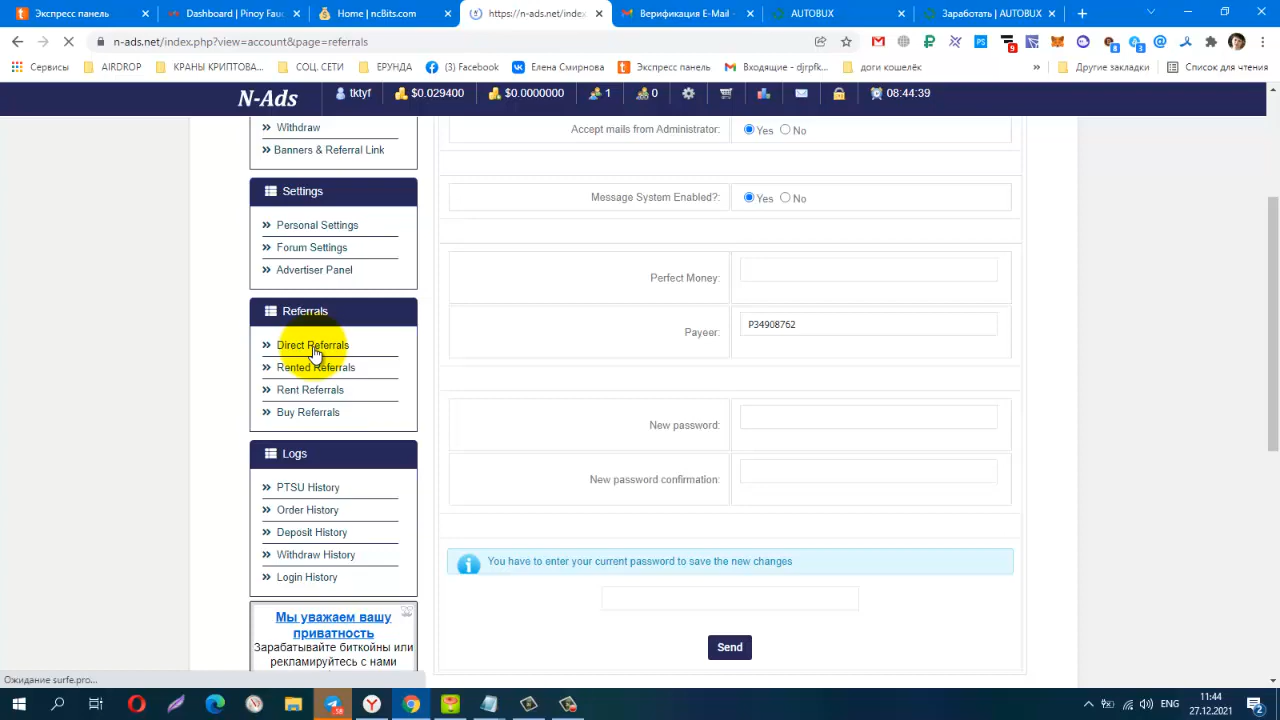 Экспресс панель
Dashboard | Pinoy Fauc
Home | ncBits.com
https://n-ads.net/index
Верификация E-Mail -
AUTOBUX
Заработать | AUTOBUX
n-ads.net/index.php?view=account&page=referrals
9
8
3
Сервисы
AIRDROP
КРАНЫ КРИПТОВА...
СОЦ. СЕТИ
ЕРУНДА
(3) Facebook
Елена Смирнова
Экспресс панель
Входящие - djrpfk...
доги кошелёк
»
Другие закладки
Список для чтения
N-Ads
tktyf
$0.029400
$0.0000000
1
0
08:44:39
Withdraw
Banners & Referral Link
Settings
Personal Settings
Forum Settings
Advertiser Panel
Referrals
Direct Referrals
Rented Referrals
Rent Referrals
Buy Referrals
Logs
PTSU History
Order History
Deposit History
Withdraw History
Login History
Мы уважаем вашу
приватность
Зарабатывайте биткойны или
рекламируйтесь с нами
Accept mails from Administrator:
Yes No
Message System Enabled?:
Yes No
Perfect Money:
Payeer:
P34908762
New password:
New password confirmation:
You have to enter your current password to save the new changes
Send
Ожидание surfe.pro...
ENG
11:44
27.12.2021
2